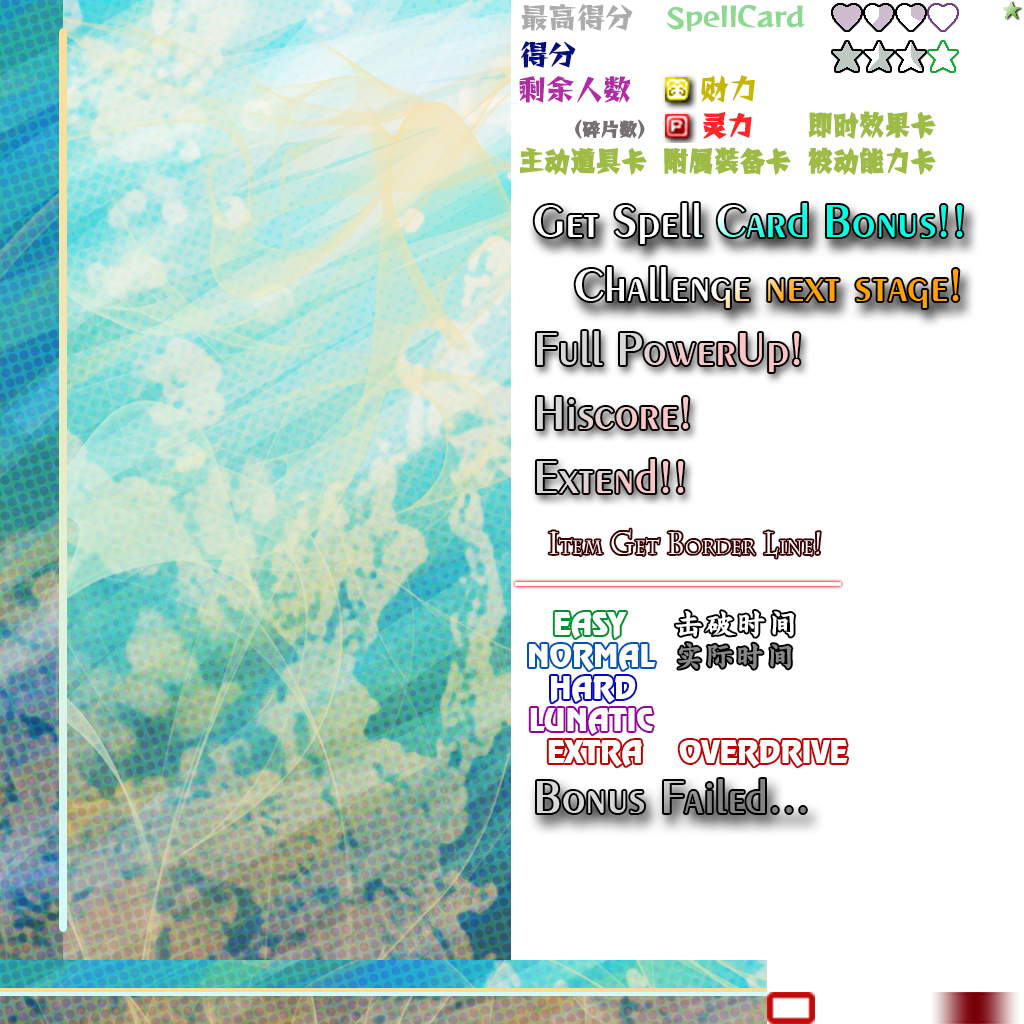 最高得分 SpellCard
得分
剩余人数 财力
(碎片数) P 灵力 即时效果卡
主动道具卡 附属装备卡 被动能力卡
Get Spell Card Bonus!!
Challenge next stage!
Full PowerUp!
Hiscore!
Extend!!
Item Get Border Line!
EASY 击破时间
NORMAL 实际时间
HARD
LUNATIC
EXTRA OVERDRIVE
Bonus Failed...